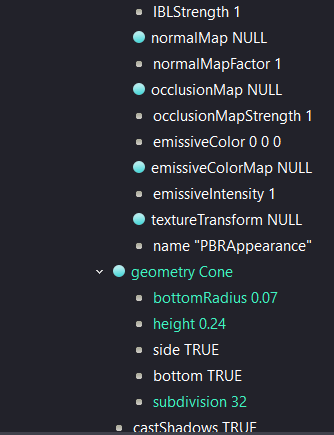 IBLStrength 1
normalMap NULL
normalMapFactor 1
occlusionMap NULL
occlusionMapStrength 1
emissiveColor 0 0 0
emissiveColorMap NULL
emissiveIntensity 1
textureTransform NULL
name "PBRAppearance"
geometry Cone
bottomRadius 0.07
height 0.24
side TRUE
bottom TRUE
subdivision 32
castShadows TRUE